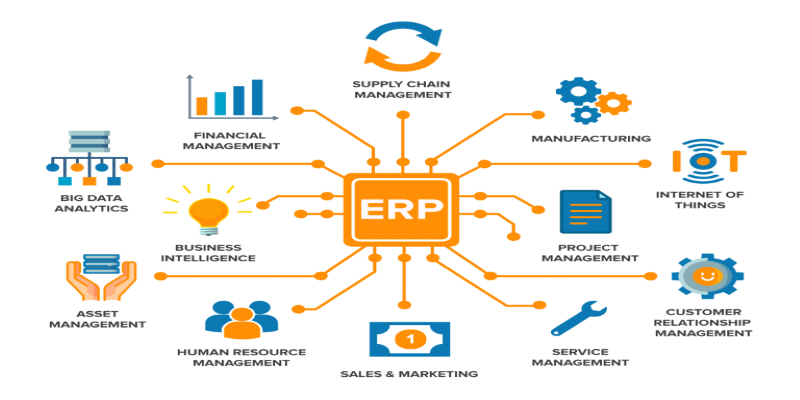 SUPPLY CHAIN
MANAGEMENT
FINANCIAL
MANAGEMENT
MANUFACTURING
BIG DATA
ANALYTICS
IOT
INTERNET OF
THINGS
ERP
BUSINESS
INTELLIGENCE
PROJECT
MANAGEMENT
ASSET
MANAGEMENT
CUSTOMER
RELATIONSHIP
MANAGEMENT
HUMAN RESOURCE
MANAGEMENT
1
SALES & MARKETING
SERVICE
MANAGEMENT